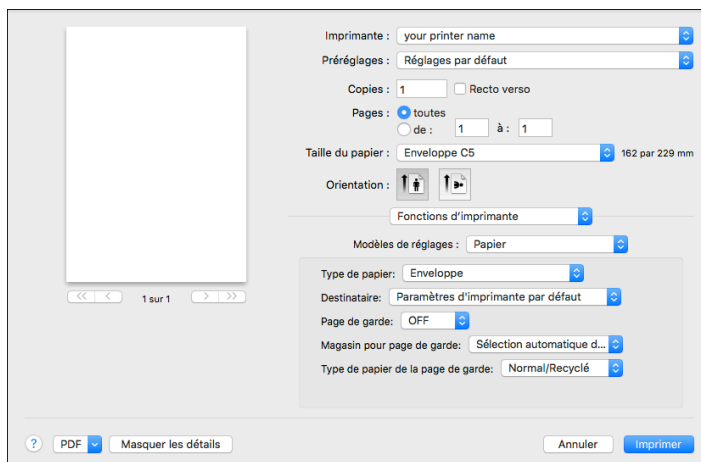 Imprimante : your printer name
Préréglages : Réglages par défaut
Copies : 1 Recto verso
Pages : toutes
de : 1 à : 1
Taille du papier : Enveloppe C5 162 par 229 mm
Orientation :
Fonctions d'imprimante
Modèles de réglages : Papier
Type de papier: Enveloppe
Destinataire: Paramètres d'imprimante par défaut
Page de garde: OFF
Magasin pour page de garde: Sélection automatique d...
Type de papier de la page de garde: Normal/Recyclé
<< < 1 sur 1 > >>
? PDF Masquer les détails Annuler Imprimer